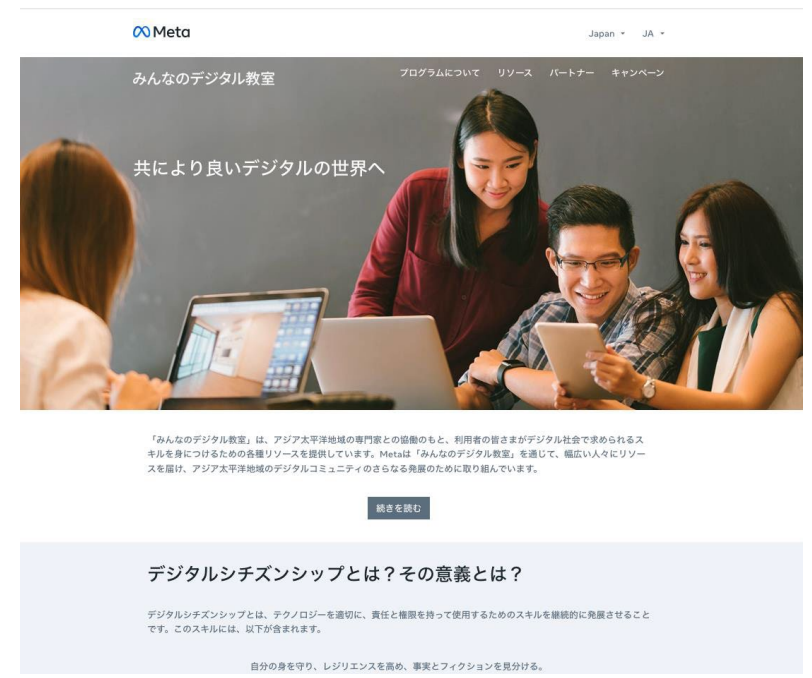 Meta
Japan
JA
みんなのデジタル教室
プログラムについて
リソース
パートナー
キャンペーン
共により良いデジタルの世界へ
「みんなのデジタル教室」は、アジア太平洋地域の専門家との協働のもと、利用者の皆さまがデジタル社会で求められるス
キルを身につけるための各種リソースを提供しています。Metaは「みんなのデジタル教室」を通じて、幅広い人々にリソー
スを届け、アジア太平洋地域のデジタルコミュニティのさらなる発展のために取り組んでいます。
続きを読む
デジタルシチズンシップとは？その意義とは？
デジタルシチズンシップとは、テクノロジーを適切に、責任と権限を持って使用するためのスキルを継続的に発展させること
です。このスキルには、以下が含まれます。
自分の身を守り、レジリエンスを高め、事実とフィクションを見分ける。